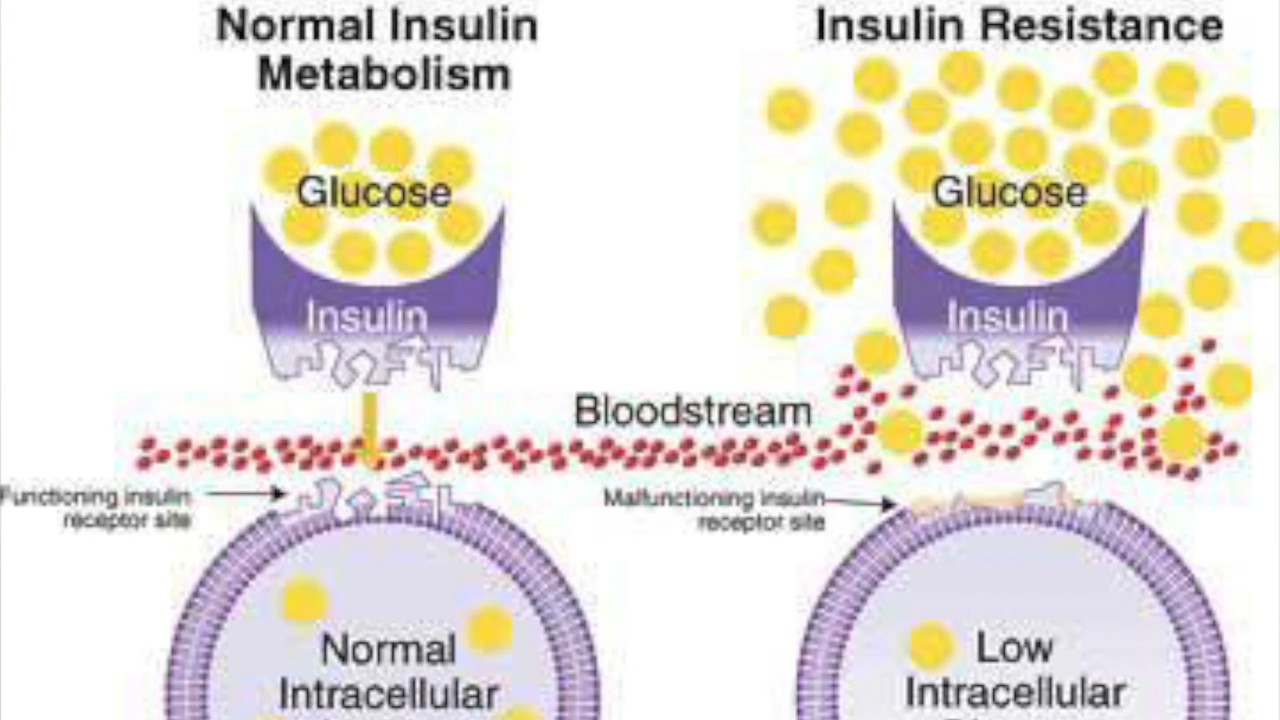 Normal Insulin
Metabolism
Glucose
Insulin
Functioning insulin
receptor site
Normal
Intracellular
Bloodstream
Insulin Resistance
Glucose
Insulin
Malfunctioning insulin
receptor site
Low
Intracellular